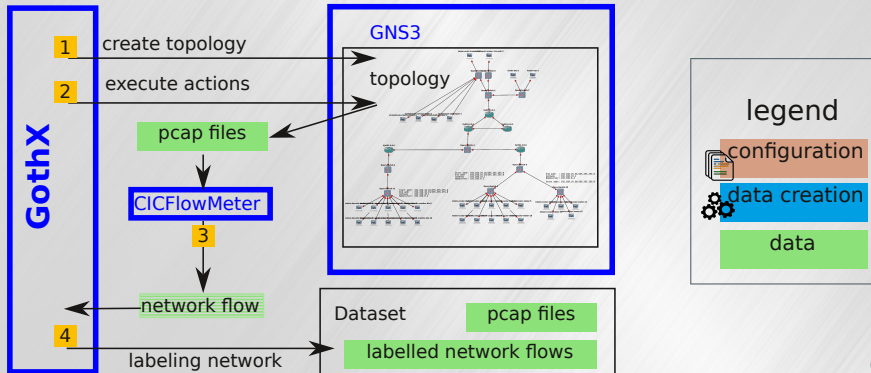 GothX
1
create topology
2
execute actions
GNS3
topology
pcap files
CICFlowMeter
3
network flow
4
labeling network
Dataset
pcap files
labelled network flows
legend
configuration
data creation
data